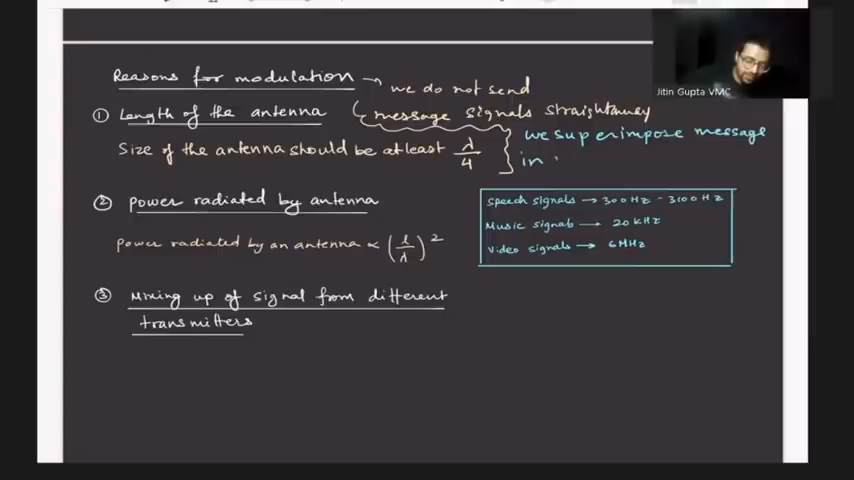 Reasons for modulation → we do not send
message signals straightaway
① Length of the antenna
we superimpose message
in
Size of the antenna should be atleast λ/4
② Power radiated by antenna
Power radiated by an antenna ∝ (l/λ)²
Speech signals → 300 Hz - 3100 Hz
Music signals → 20 kHz
Video signals → 6 MHz
③ Mixing up of signal from different
transmitters
Jitin Gupta VMC